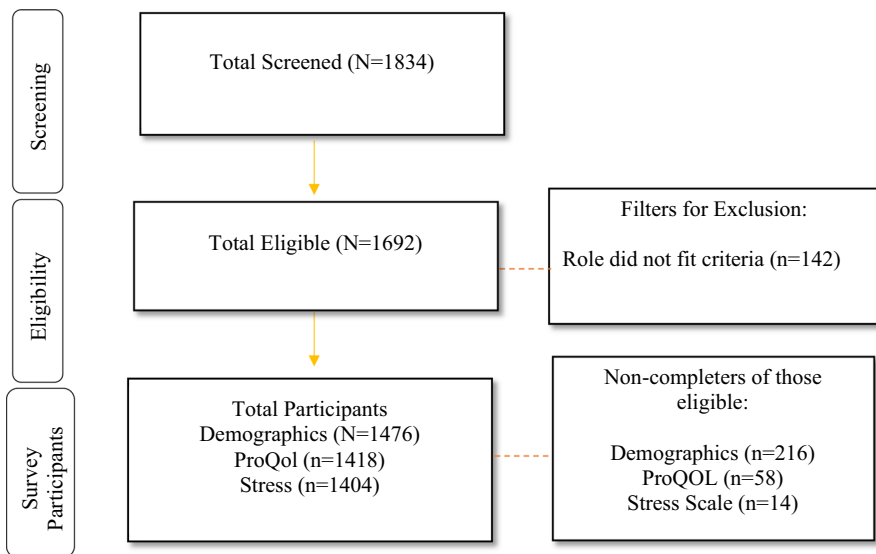 Screening
Total Screened (N=1834)
Eligibility
Total Eligible (N=1692)
Filters for Exclusion:
Role did not fit criteria (n=142)
Survey
Participants
Total Participants
Demographics (N=1476)
ProQol (n=1418)
Stress (n=1404)
Non-completers of those
eligible:
Demographics (n=216)
ProQOL (n=58)
Stress Scale (n=14)